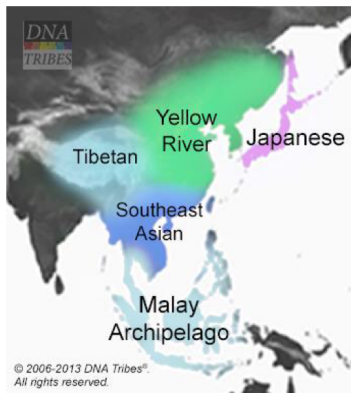 DNA
TRIBES
Yellow
River
Japanese
Tibetan
Southeast
Asian
Malay
Archipelago
© 2006-2013 DNA Tribes®.
All rights reserved.